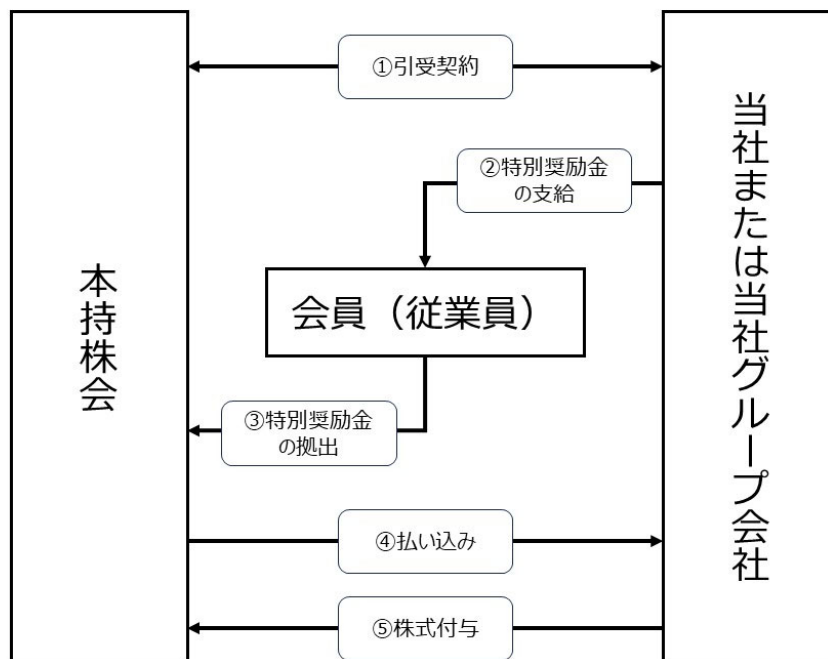 ①引受契約
②特別奨励金
の支給
本持株会
会員（従業員）
当社または当社グループ会社
③特別奨励金
の拠出
④払い込み
⑤株式付与